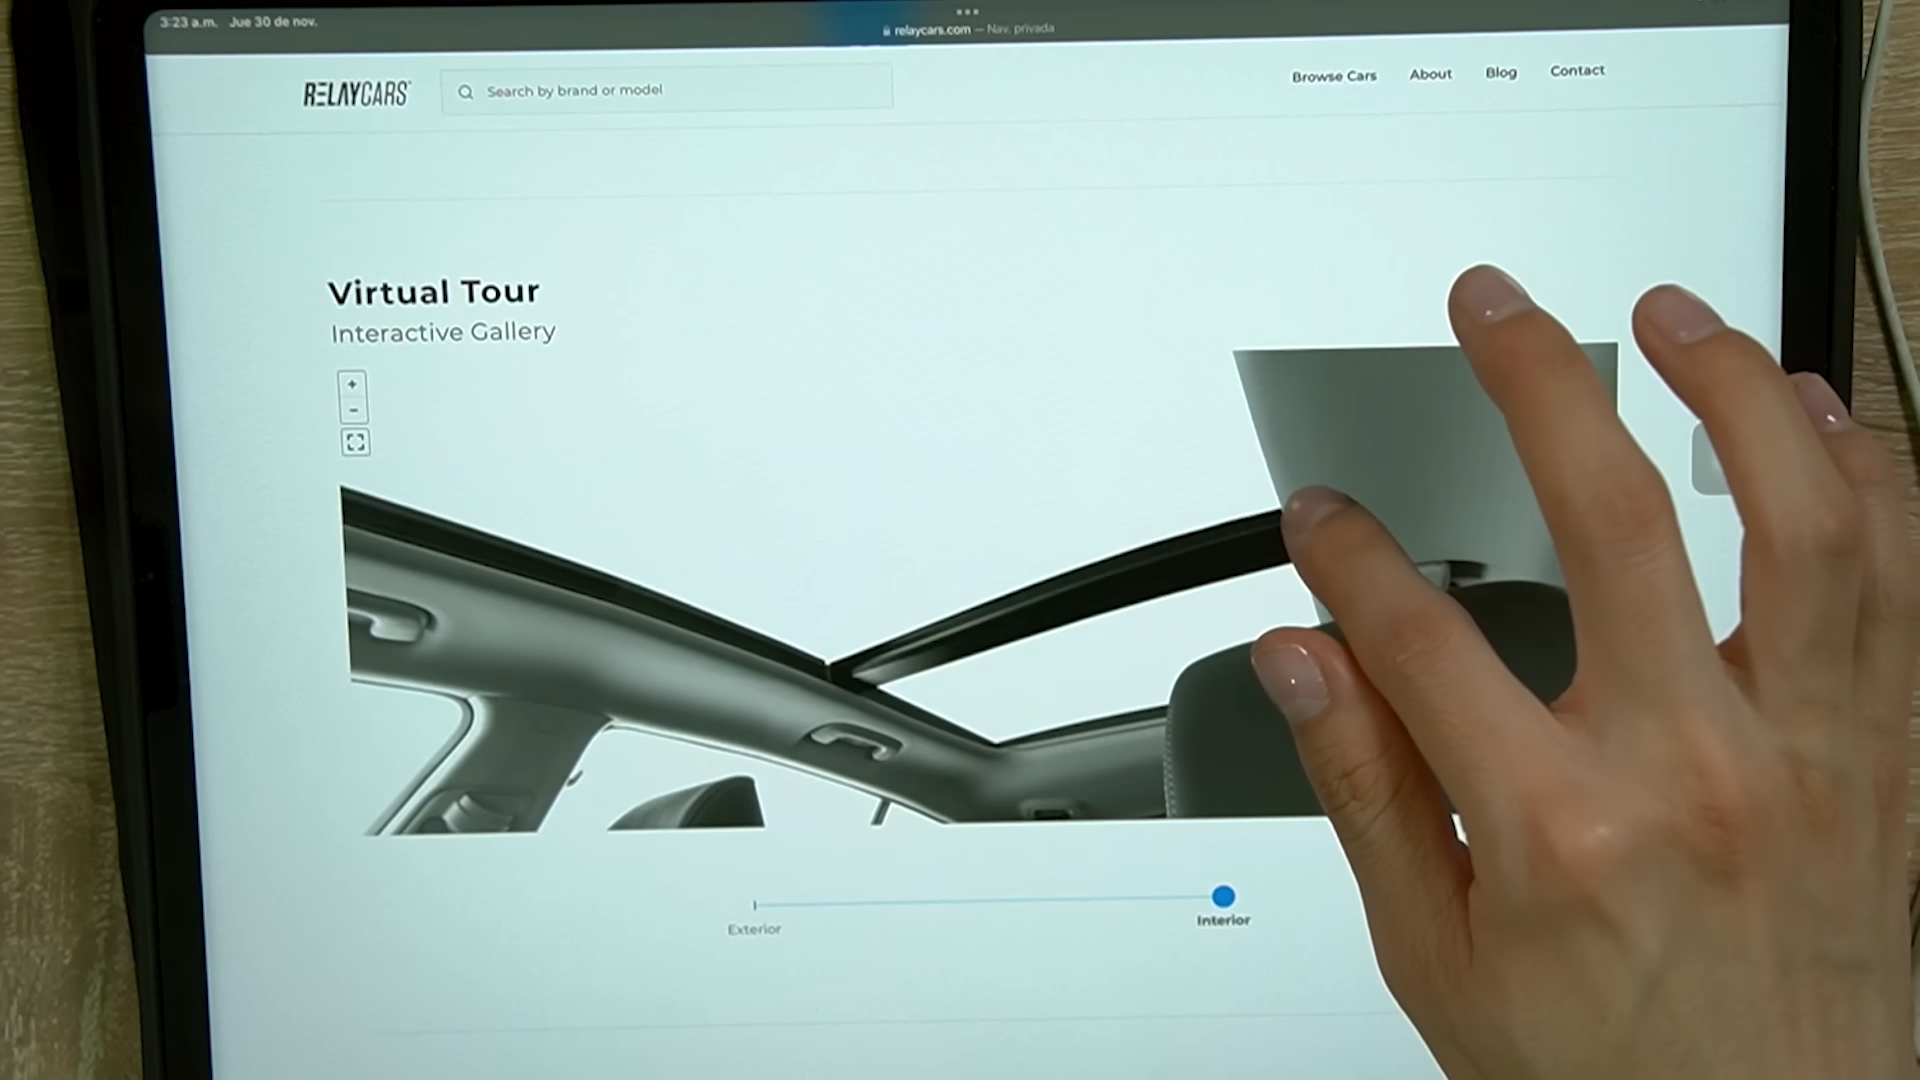 3:23 a.m. Jue 30 de nov.
relaycars.com — Nav. privada
RELAYCARS
Search by brand or model
Browse Cars
About
Blog
Contact
Virtual Tour
Interactive Gallery
+
-
Exterior
Interior